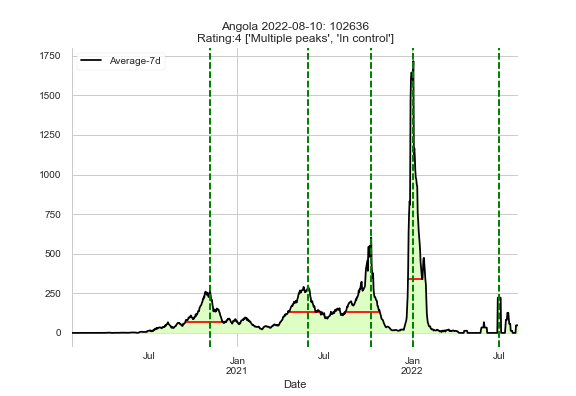 Angola 2022-08-10: 102636
Rating:4 ['Multiple peaks', 'In control']
Average-7d
1750
1500
1250
1000
750
500
250
0
Jul
Jan
2021
Jul
Jan
2022
Jul
Date